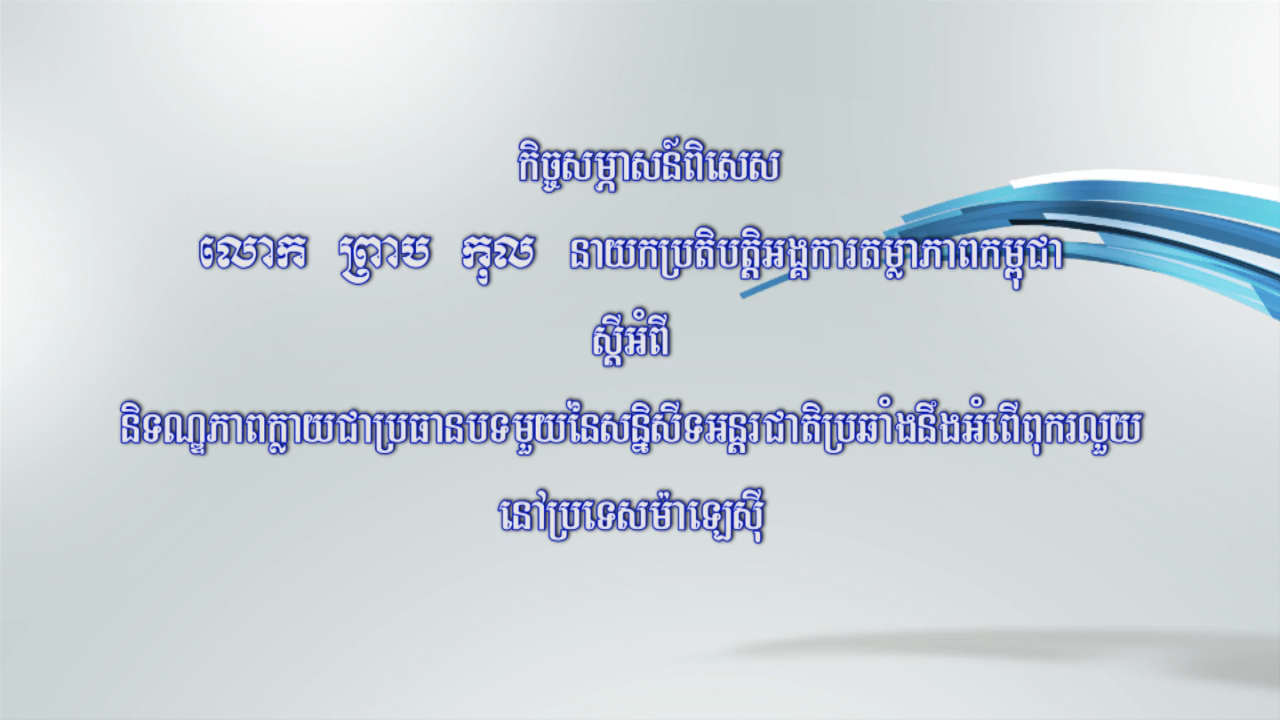 កិច្ចសម្ភាសន៍ពិសេស
លោក ព្រាប កុល នាយកប្រតិបត្តិអង្គការតម្លាភាពកម្ពុជា
ស្តីអំពី
និទណ្ឌភាពក្លាយជាប្រធានបទមួយនៃសន្និសីទអន្តរជាតិប្រឆាំងនឹងអំពើពុករលួយ
នៅប្រទេសម៉ាឡេស៊ី